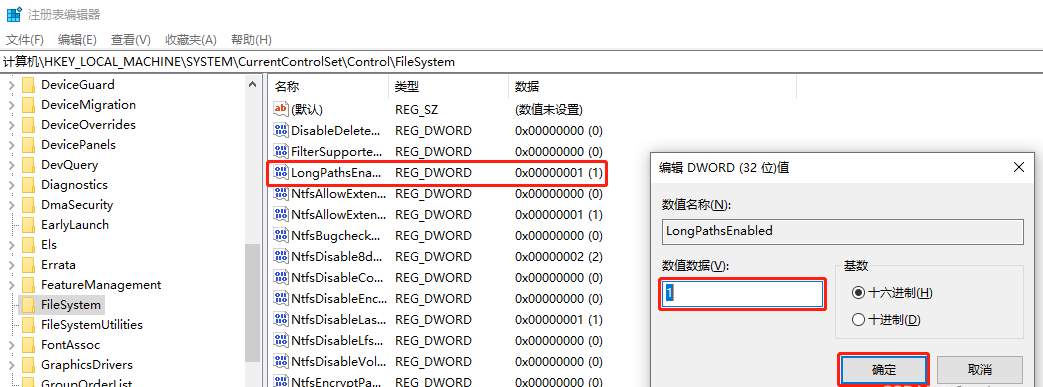 注册表编辑器
文件(F) 编辑(E) 查看(V) 收藏夹(A) 帮助(H)
计算机\HKEY_LOCAL_MACHINE\SYSTEM\CurrentControlSet\Control\FileSystem
DeviceGuard
DeviceMigration
DeviceOverrides
DevicePanels
DevQuery
Diagnostics
DmaSecurity
EarlyLaunch
Els
Errata
FeatureManagement
FileSystem
FileSystemUtilities
FontAssoc
GraphicsDrivers
GroupOrderList
名称 类型 数据
(默认) REG_SZ (数值未设置)
DisableDelete... REG_DWORD 0x00000000 (0)
FilterSupporte... REG_DWORD 0x00000000 (0)
LongPathsEna... REG_DWORD 0x00000001 (1)
NtfsAllowExten... REG_DWORD 0x00000000 (0)
NtfsAllowExten... REG_DWORD 0x00000001 (1)
NtfsBugcheck... REG_DWORD 0x00000000 (0)
NtfsDisable8d... REG_DWORD 0x00000002 (2)
NtfsDisableCo... REG_DWORD 0x00000000 (0)
NtfsDisableEnc... REG_DWORD 0x00000000 (0)
NtfsDisableLas... REG_DWORD 0x00000001 (1)
NtfsDisableLfs... REG_DWORD 0x00000000 (0)
NtfsDisableVol... REG_DWORD 0x00000000 (0)
NtfsEncryptPa... REG_DWORD 0x00000000 (0)
编辑 DWORD (32 位)值
数值名称(N):
LongPathsEnabled
数值数据(V):
1
基数
十六进制(H)
十进制(D)
确定 取消